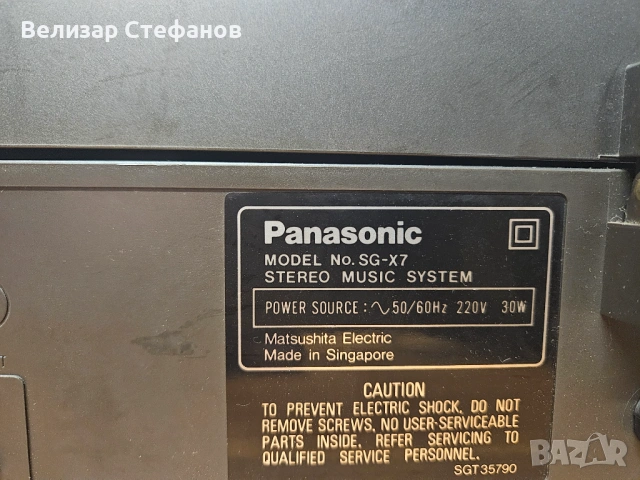 Велизар Стефанов
Panasonic
MODEL No. SG-X7
STEREO MUSIC SYSTEM
POWER SOURCE : ∿ 50/60Hz 220V 30W
Matsushita Electric
Made in Singapore
CAUTION
TO PREVENT ELECTRIC SHOCK, DO NOT
REMOVE SCREWS, NO USER-SERVICEABLE
PARTS INSIDE, REFER SERVICING TO
QUALIFIED SERVICE PERSONNEL.
SGT35790
BAZAR
T